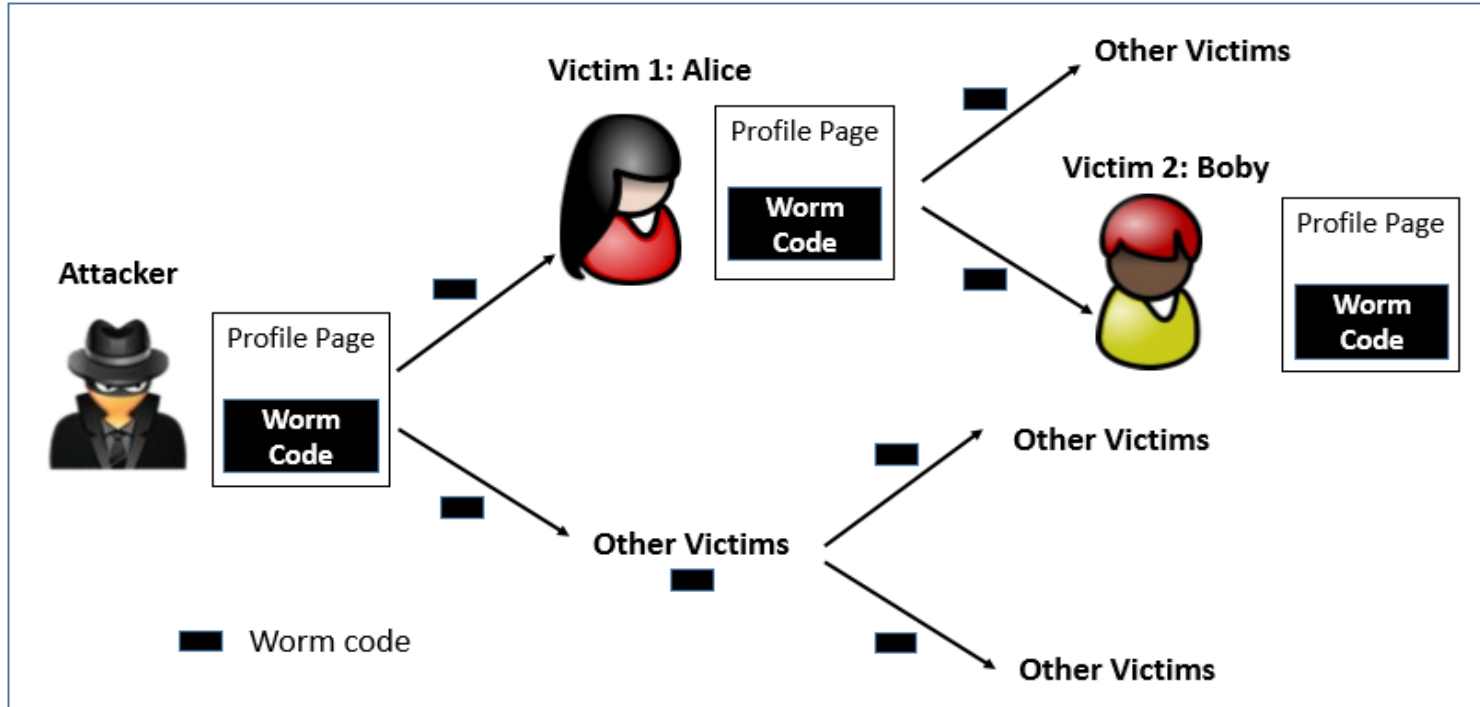 Other Victims
Victim 1: Alice
Profile Page
Worm
Code
Victim 2: Boby
Profile Page
Worm
Code
Attacker
Profile Page
Worm
Code
Other Victims
Other Victims
Worm code
Other Victims